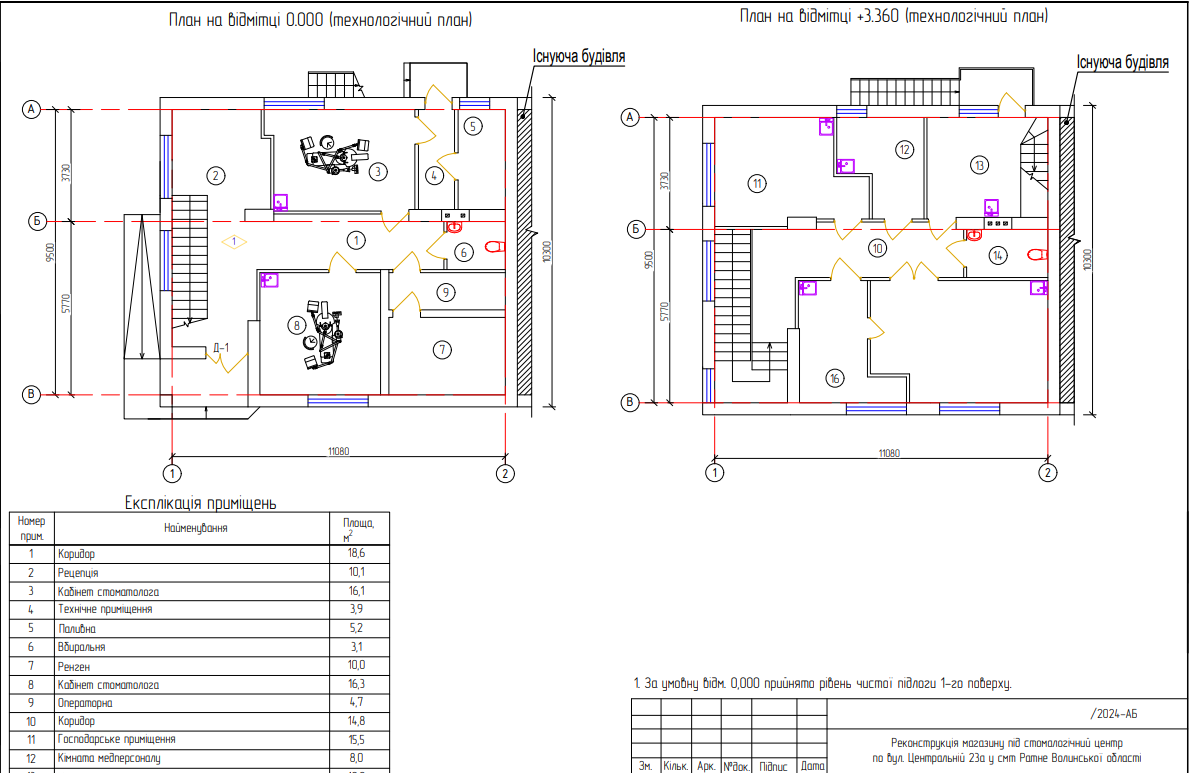 План на відмітці 0.000 (технологічний план)
План на відмітці +3.360 (технологічний план)
Існуюча будівля
Існуюча будівля
А
Б
В
3730
5770
9500
10300
11080
1
2
1
2
3
4
5
6
7
8
9
1
Д-1
А
Б
В
3730
5770
9500
10300
11080
1
2
10
11
12
13
14
16
Експлікація приміщень
Номер прим. Найменування Площа, м2
1 Коридор 18,6
2 Рецепція 10,1
3 Кабінет стоматолога 16,1
4 Технічне приміщення 3,9
5 Паливна 5,2
6 Вбиральня 3,1
7 Ренген 10,0
8 Кабінет стоматолога 16,3
9 Операторна 4,7
10 Коридор 14,8
11 Господарське приміщення 15,5
12 Кімната медперсоналу 8,0
1. За умовну відм. 0,000 прийнято рівень чистої підлоги 1-го поверху.
/2024-АБ
Реконструкція магазину під стомалогічний центр
по вул. Центральній 23а у смт Ратне Волинської області
Зм. Кільк. Арк. №док. Підпис Дата